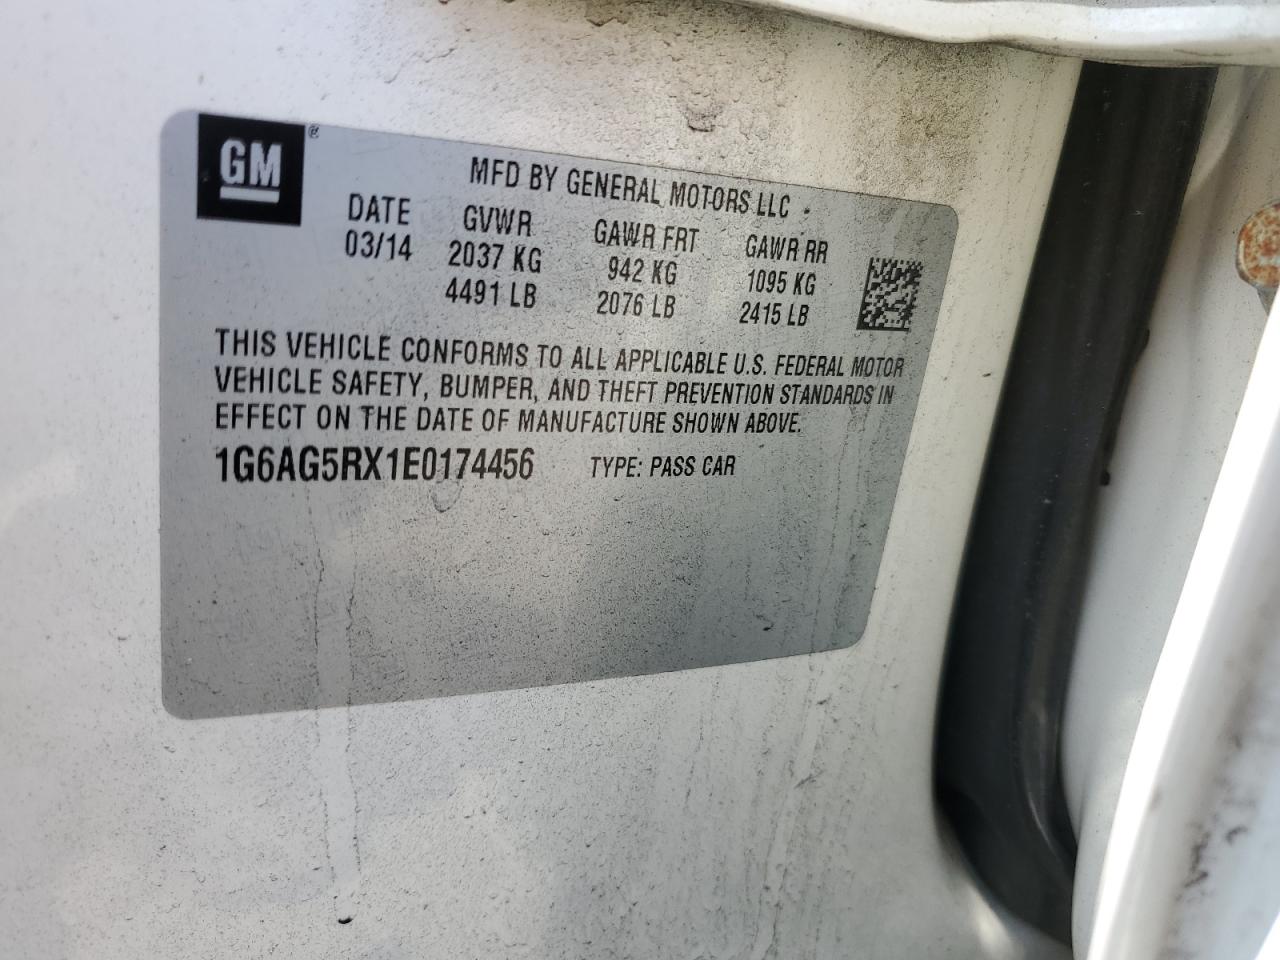 GM®
MFD BY GENERAL MOTORS LLC
DATE GVWR GAWR FRT GAWR RR
03/14 2037 KG 942 KG 1095 KG
4491 LB 2076 LB 2415 LB
THIS VEHICLE CONFORMS TO ALL APPLICABLE U.S. FEDERAL MOTOR
VEHICLE SAFETY, BUMPER, AND THEFT PREVENTION STANDARDS IN
EFFECT ON THE DATE OF MANUFACTURE SHOWN ABOVE.
1G6AG5RX1E0174456 TYPE: PASS CAR